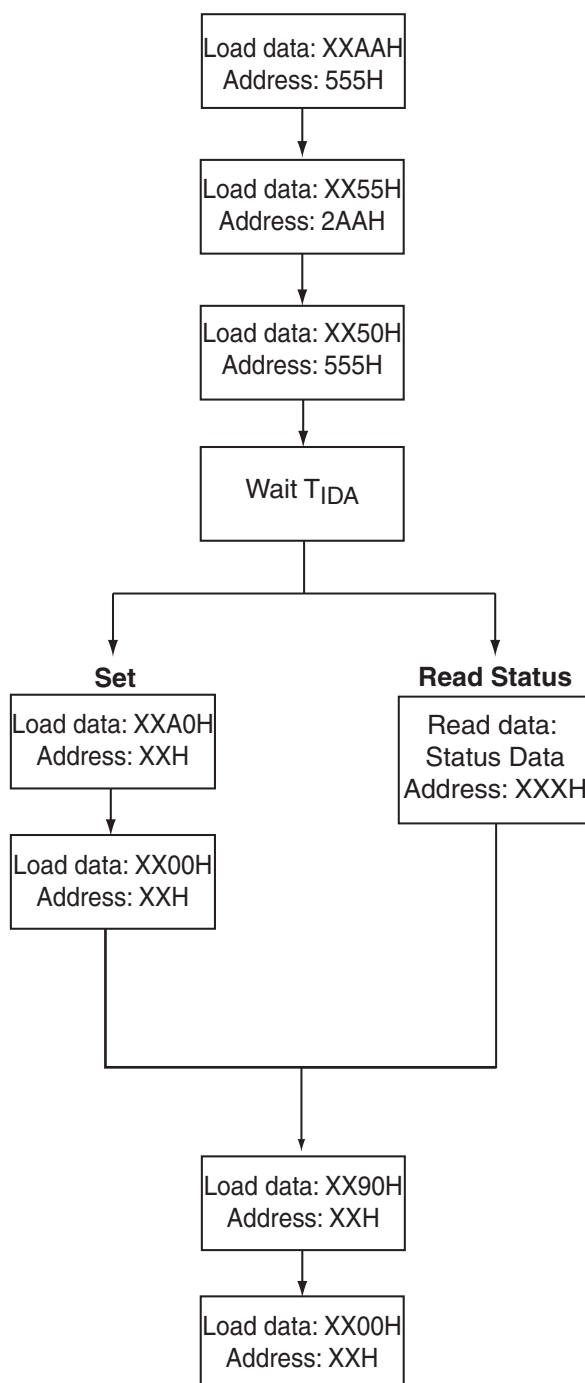 Load data: XXAAH
Address: 555H
Load data: XX55H
Address: 2AAH
Load data: XX50H
Address: 555H
Wait TIDA
Set
Load data: XXA0H
Address: XXH
Load data: XX00H
Address: XXH
Read Status
Read data:
Status Data
Address: XXXH
Load data: XX90H
Address: XXH
Load data: XX00H
Address: XXH